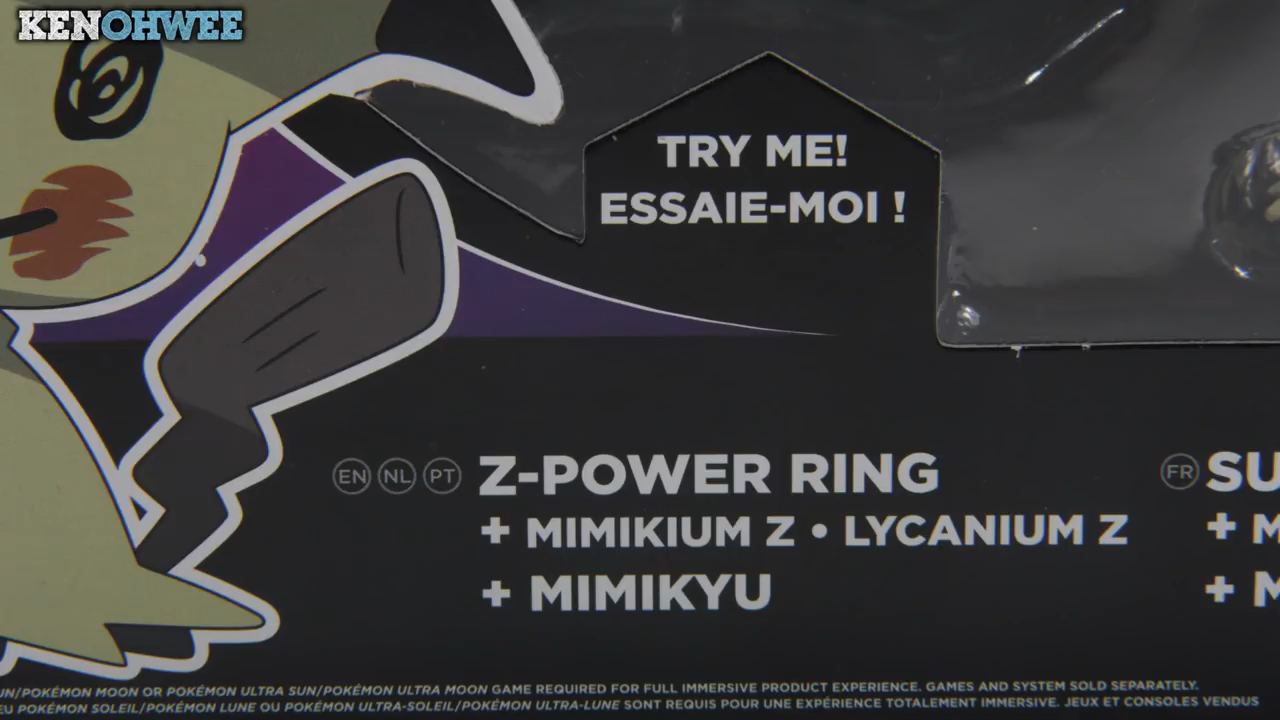 KENOHWEE
TRY ME!
ESSAIE-MOI !
EN NL PT Z-POWER RING
+ MIMIKIUM Z • LYCANIUM Z
+ MIMIKYU
FR SU
+ M
+ M
UN/POKÉMON MOON OR POKÉMON ULTRA SUN/POKÉMON ULTRA MOON GAME REQUIRED FOR FULL IMMERSIVE PRODUCT EXPERIENCE. GAMES AND SYSTEM SOLD SEPARATELY.
EU POKÉMON SOLEIL/POKÉMON LUNE OU POKÉMON ULTRA-SOLEIL/POKÉMON ULTRA-LUNE SONT REQUIS POUR UNE EXPÉRIENCE TOTALEMENT IMMERSIVE. JEUX ET CONSOLES VENDUS